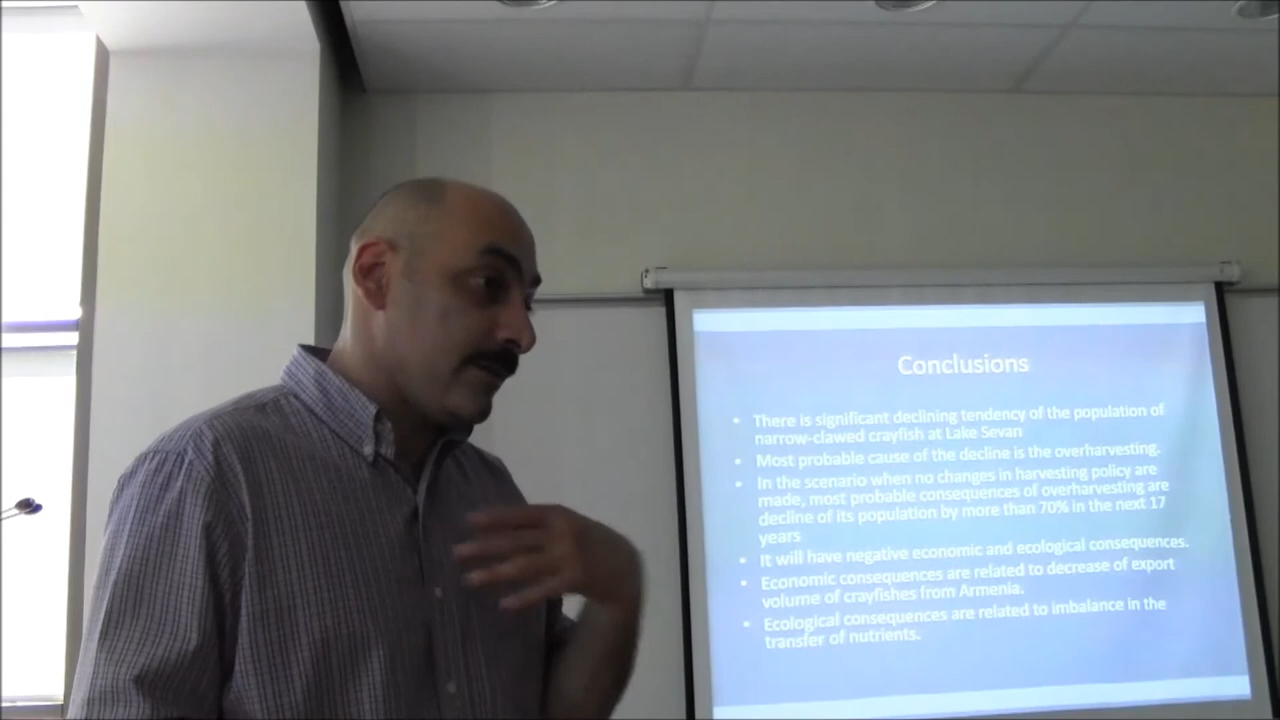 Conclusions
• There is significant declining tendency of the population of
narrow-clawed crayfish at Lake Sevan
• Most probable cause of the decline is the overharvesting.
• In the scenario when no changes in harvesting policy are
made, most probable consequences of overharvesting are
decline of its population by more than 70% in the next 17
years
• It will have negative economic and ecological consequences.
• Economic consequences are related to decrease of export
volume of crayfishes from Armenia.
• Ecological consequences are related to imbalance in the
transfer of nutrients.